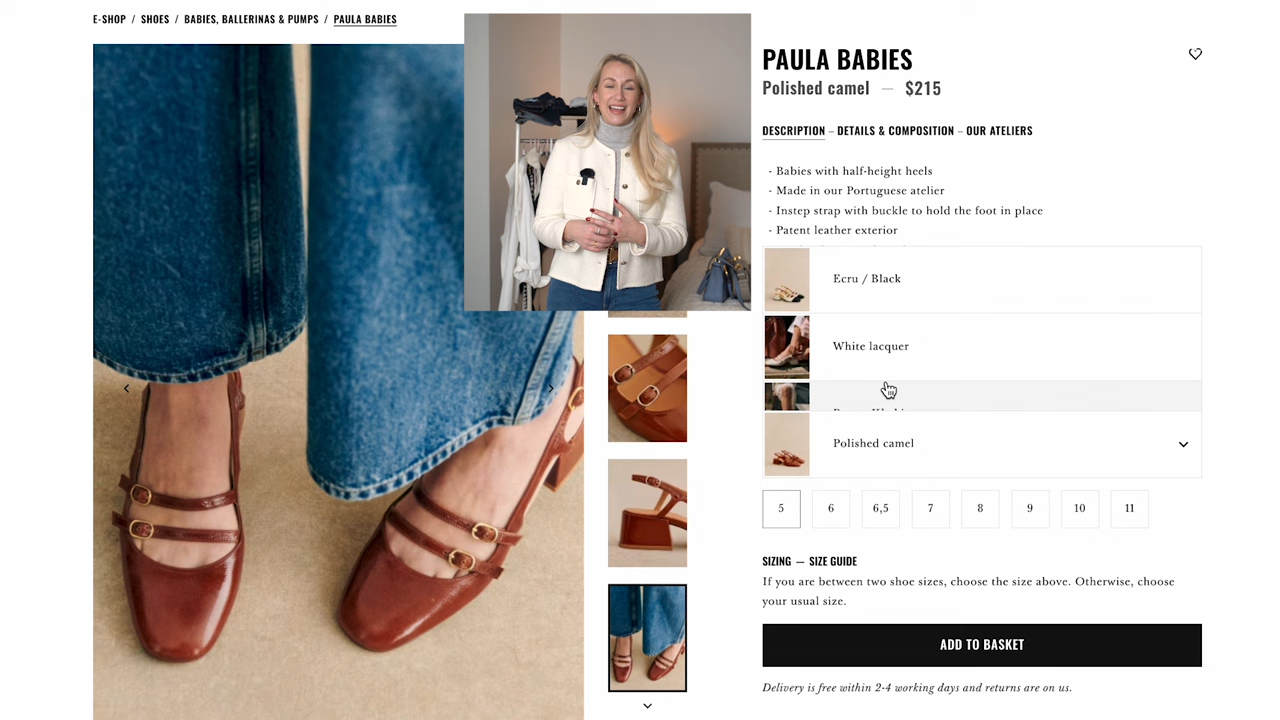 E-SHOP / SHOES / BABIES, BALLERINAS & PUMPS / PAULA BABIES
PAULA BABIES
Polished camel — $215
DESCRIPTION – DETAILS & COMPOSITION – OUR ATELIERS
- Babies with half-height heels
- Made in our Portuguese atelier
- Instep strap with buckle to hold the foot in place
- Patent leather exterior
Ecru / Black
White lacquer
Polished camel
5 6 6,5 7 8 9 10 11
SIZING — SIZE GUIDE
If you are between two shoe sizes, choose the size above. Otherwise, choose
your usual size.
ADD TO BASKET
Delivery is free within 2-4 working days and returns are on us.